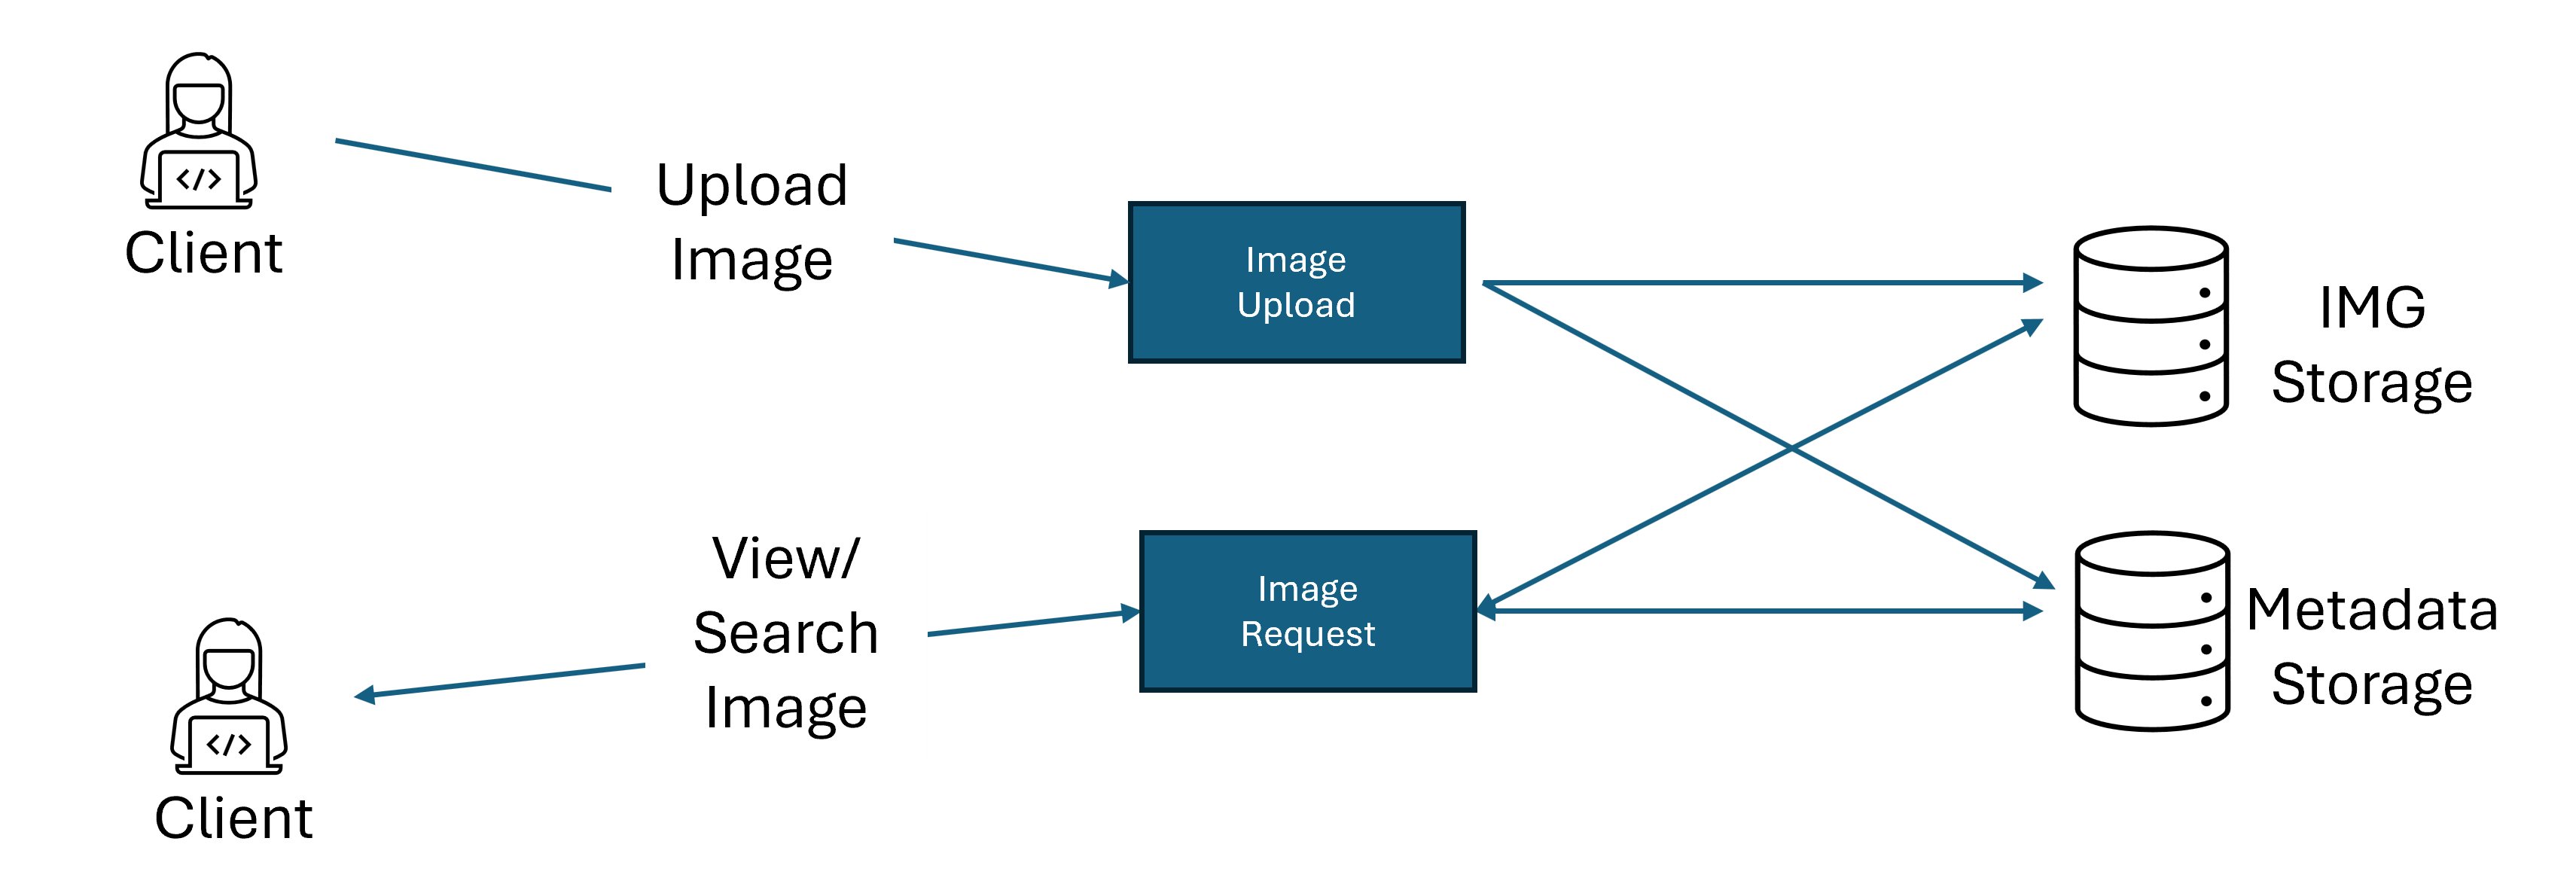 </>
Client
Upload
Image
Image
Upload
IMG
Storage
</>
Client
View/
Search
Image
Image
Request
Metadata
Storage